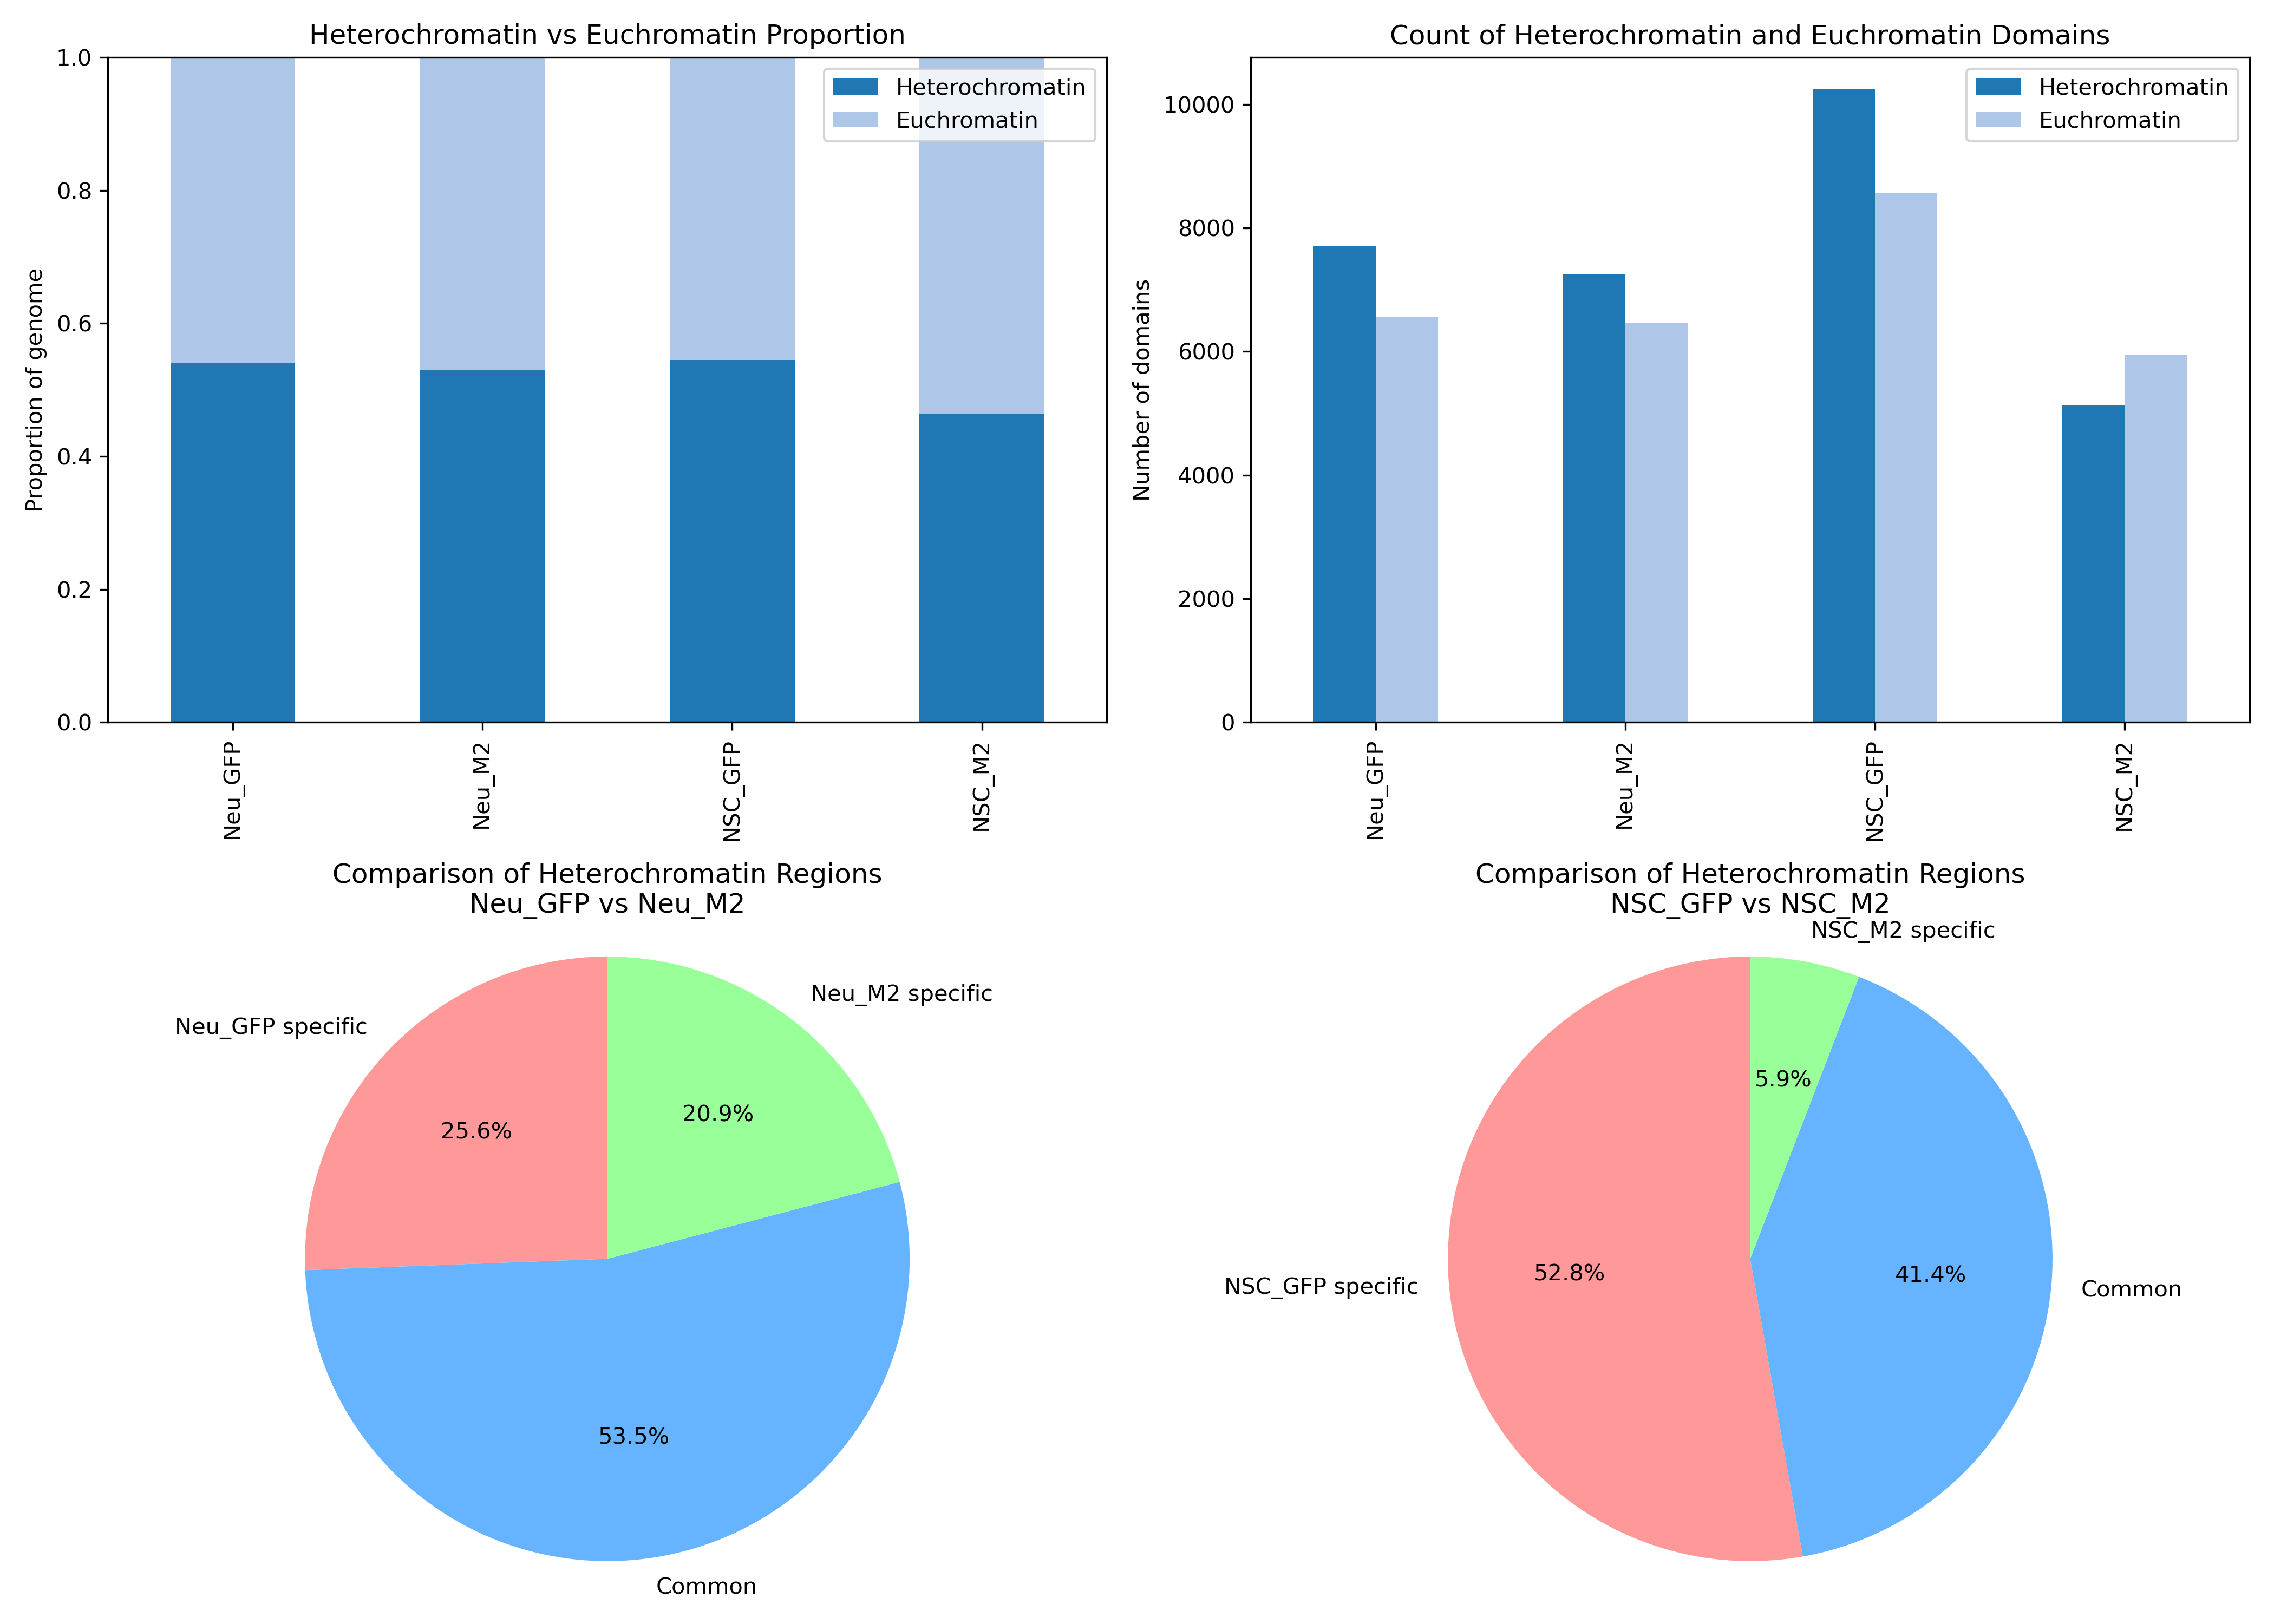 Heterochromatin vs Euchromatin Proportion
Proportion of genome
1.0
0.8
0.6
0.4
0.2
0.0
Heterochromatin
Euchromatin
Neu_GFP
Neu_M2
NSC_GFP
NSC_M2
Count of Heterochromatin and Euchromatin Domains
Number of domains
10000
8000
6000
4000
2000
0
Heterochromatin
Euchromatin
Neu_GFP
Neu_M2
NSC_GFP
NSC_M2
Comparison of Heterochromatin Regions
Neu_GFP vs Neu_M2
Neu_M2 specific
Neu_GFP specific
20.9%
25.6%
53.5%
Common
Comparison of Heterochromatin Regions
NSC_GFP vs NSC_M2
NSC_M2 specific
5.9%
52.8%
41.4%
NSC_GFP specific
Common